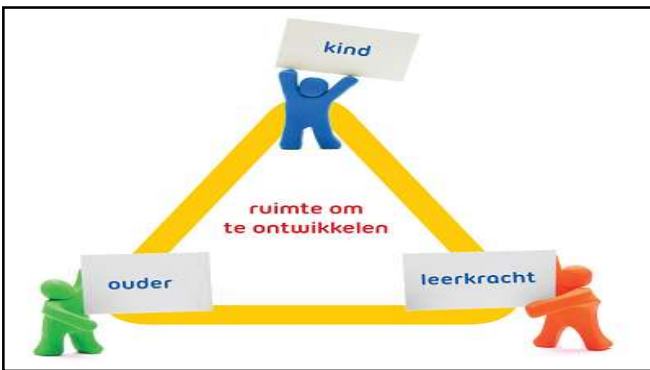 kind
ruimte om
te ontwikkelen
ouder
leerkracht